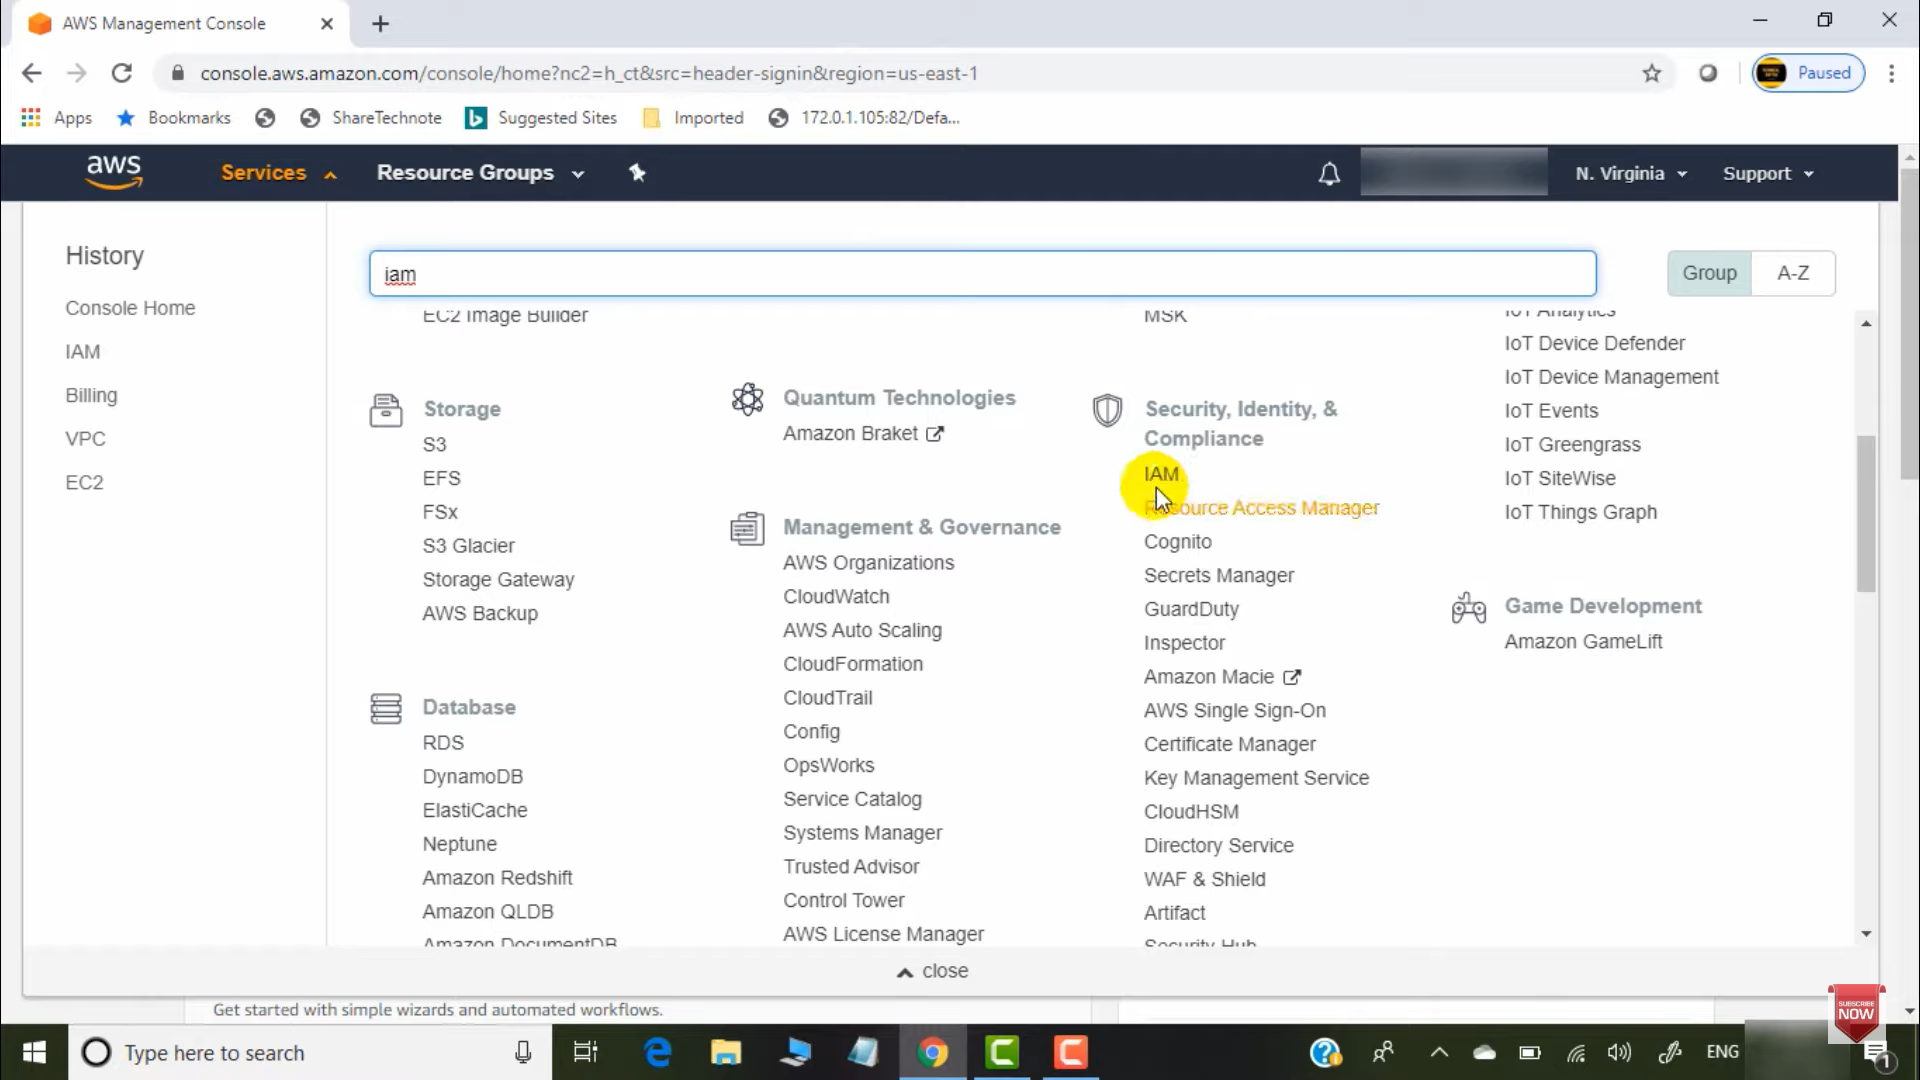 AWS Management Console
console.aws.amazon.com/console/home?nc2=h_ct&src=header-signin&region=us-east-1
Paused
Apps
Bookmarks
ShareTechnote
Suggested Sites
Imported
172.0.1.105:82/Defa...
aws
Services
Resource Groups
N. Virginia
Support
History
Console Home
IAM
Billing
VPC
EC2
iam
Group
A-Z
EC2 Image Builder
Storage
S3
EFS
FSx
S3 Glacier
Storage Gateway
AWS Backup
Database
RDS
DynamoDB
ElastiCache
Neptune
Amazon Redshift
Amazon QLDB
Amazon DocumentDB
Quantum Technologies
Amazon Braket
Management & Governance
AWS Organizations
CloudWatch
AWS Auto Scaling
CloudFormation
CloudTrail
Config
OpsWorks
Service Catalog
Systems Manager
Trusted Advisor
Control Tower
AWS License Manager
MSK
Security, Identity, &
Compliance
IAM
Resource Access Manager
Cognito
Secrets Manager
GuardDuty
Inspector
Amazon Macie
AWS Single Sign-On
Certificate Manager
Key Management Service
CloudHSM
Directory Service
WAF & Shield
Artifact
Security Hub
IoT Analytics
IoT Device Defender
IoT Device Management
IoT Events
IoT Greengrass
IoT SiteWise
IoT Things Graph
Game Development
Amazon GameLift
close
Get started with simple wizards and automated workflows.
SUBSCRIBE
NOW
Type here to search
ENG
1